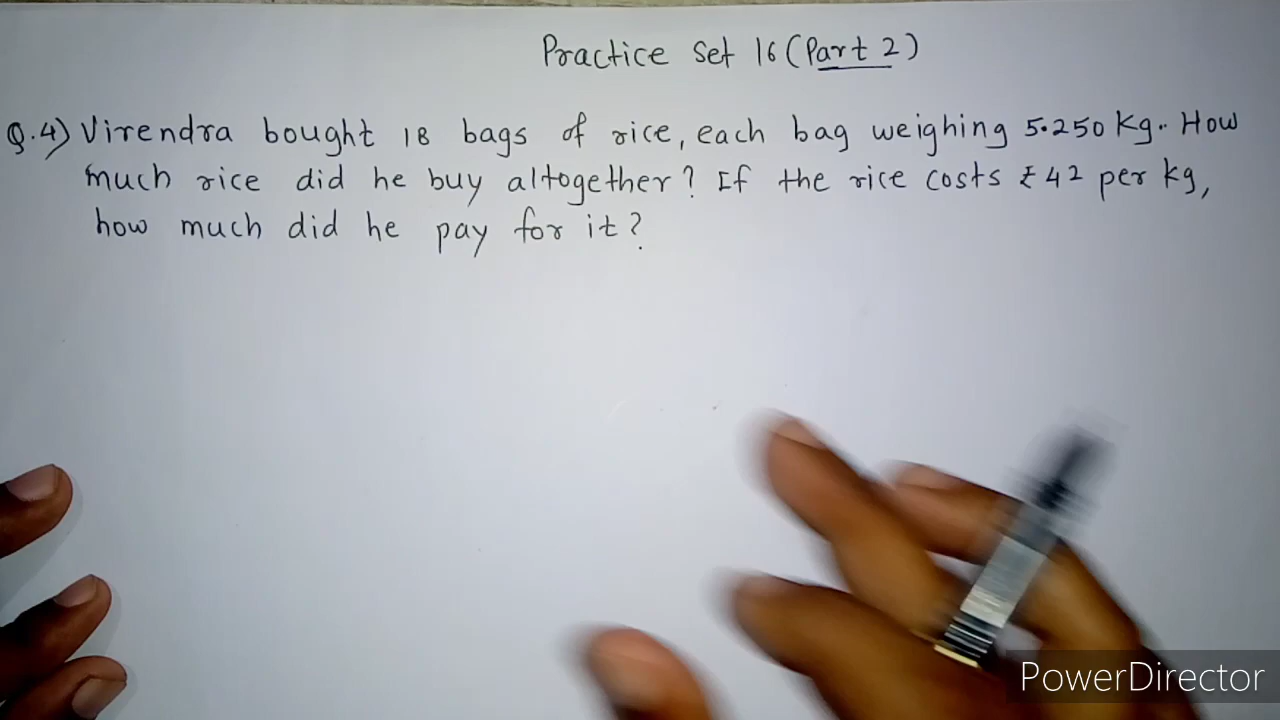 Practice Set 16 (Part 2)
Q.4) Virendra bought 18 bags of rice, each bag weighing 5.250 Kg.. How
much rice did he buy altogether? If the rice costs ₹ 42 per kg,
how much did he pay for it?
PowerDirector